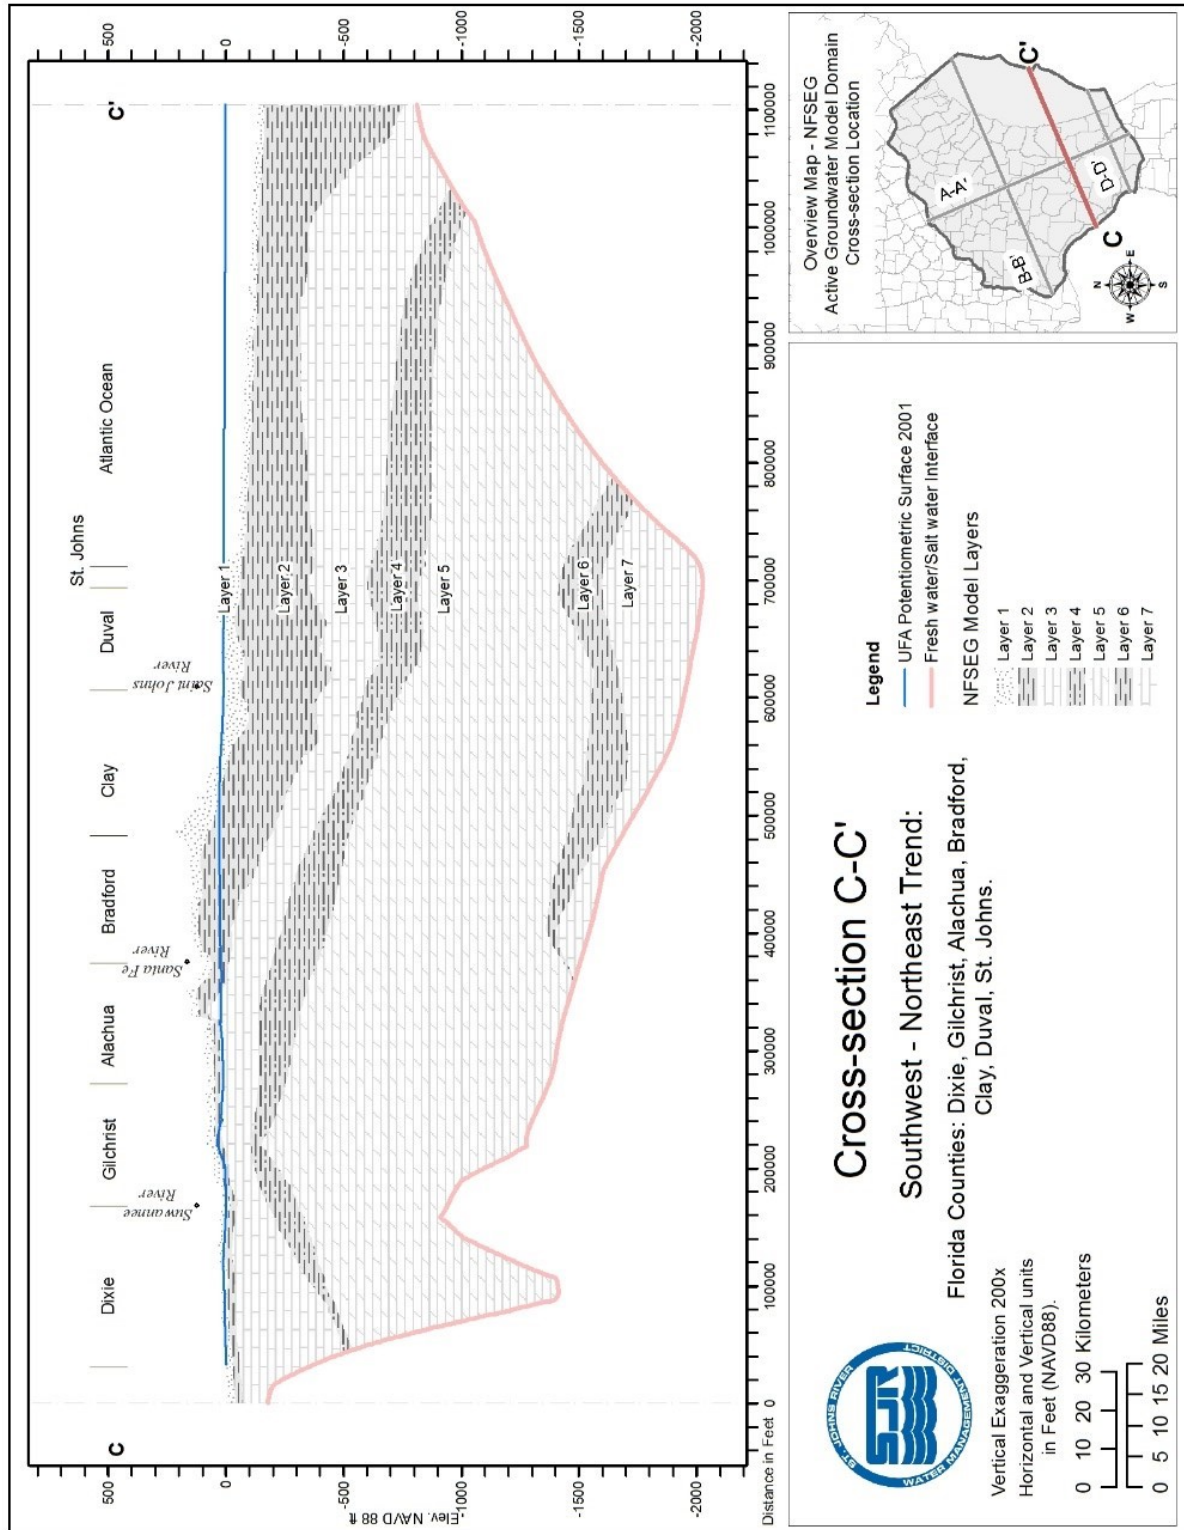 C
C'
Dixie
Gilchrist
Alachua
Bradford
Clay
Duval
St. Johns
Atlantic Ocean
Suwannee
River
Santa Fe
River
Saint Johns
River
500
0
-500
-1000
-1500
-2000
Elev. NAVD 88 ft
500
0
-500
-1000
-1500
-2000
Layer 1
Layer 2
Layer 3
Layer 4
Layer 5
Layer 6
Layer 7
Distance in Feet
0
100000
200000
300000
400000
500000
600000
700000
800000
900000
1000000
1100000
ST. JOHNS RIVER
SJR
WATER MANAGEMENT DISTRICT
Vertical Exaggeration 200x
Horizontal and Vertical units
in Feet (NAVD88).
0 10 20 30 Kilometers
0 5 10 15 20 Miles
Cross-section C-C'
Southwest - Northeast Trend:
Florida Counties: Dixie, Gilchrist, Alachua, Bradford,
Clay, Duval, St. Johns.
Legend
UFA Potentiometric Surface 2001
Fresh water/Salt water Interface
NFSEG Model Layers
Layer 1
Layer 2
Layer 3
Layer 4
Layer 5
Layer 6
Layer 7
Overview Map - NFSEG
Active Groundwater Model Domain
Cross-section Location
A-A'
B-B'
C
C'
D-D'
N
W
E
S